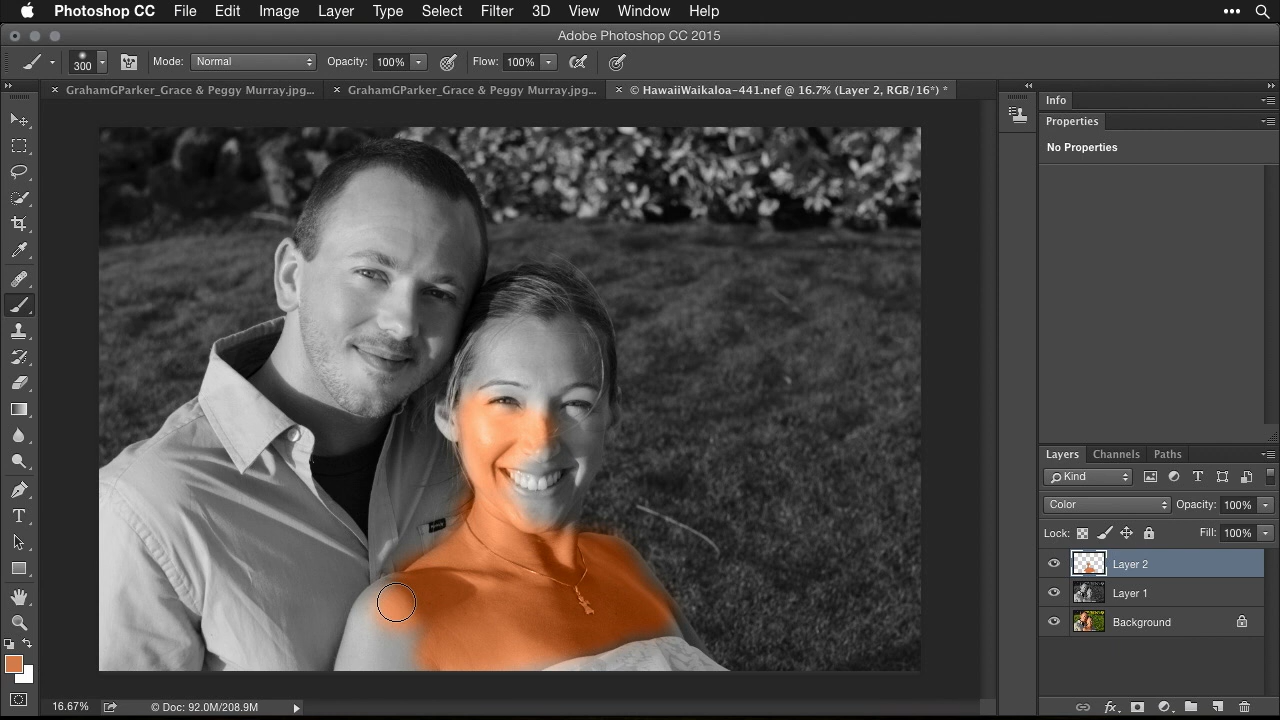 Photoshop CC File Edit Image Layer Type Select Filter 3D View Window Help
Adobe Photoshop CC 2015
300 Mode: Normal Opacity: 100% Flow: 100%
× GrahamGParker_Grace & Peggy Murray.jpg... × GrahamGParker_Grace & Peggy Murray.jpg... × © HawaiiWaikaloa-441.nef @ 16.7% (Layer 2, RGB/16*) *
Info
Properties
No Properties
Layers Channels Paths
Kind
Color Opacity: 100%
Lock: Fill: 100%
Layer 2
Layer 1
Background
16.67% © Doc: 92.0M/208.9M